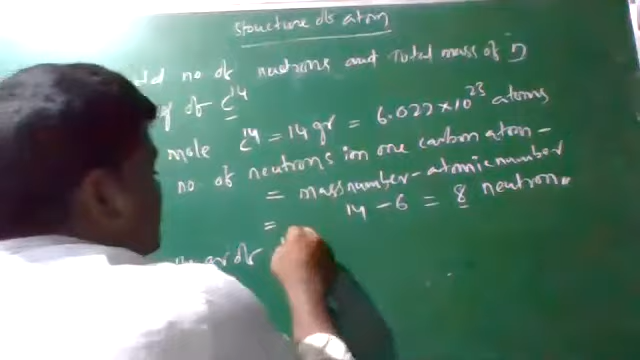 Structure of atom
no of neutrons and Total mass of
of C14
mole C14 = 14 gr = 6.022×10^23 atoms
no of neutrons in one carbon atom -
= mass number - atomic number
14 - 6 = 8 neutron
=